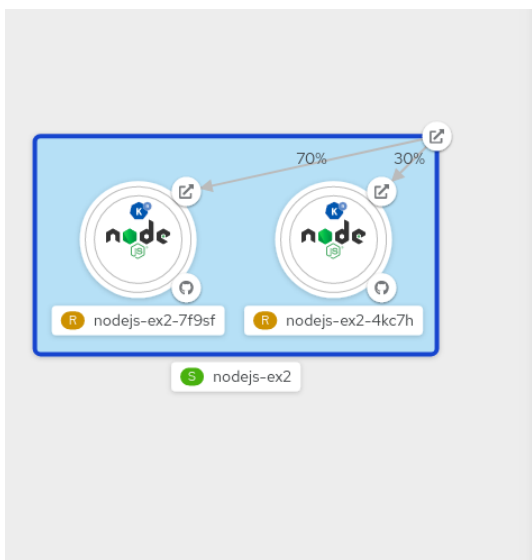 70%
30%
K
K
node
node
JS
JS
R nodejs-ex2-7f9sf
R nodejs-ex2-4kc7h
S nodejs-ex2